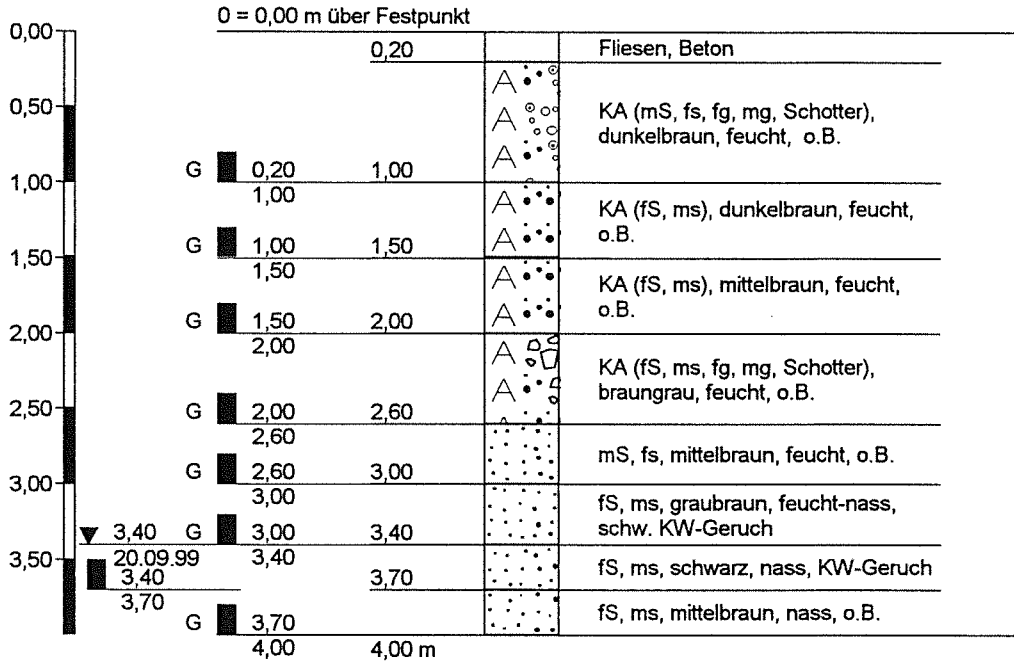 0 = 0,00 m über Festpunkt
0,00
0,20 Fliesen, Beton
0,50
KA (mS, fs, fg, mg, Schotter),
dunkelbraun, feucht, o.B.
G 0,20 1,00
1,00
1,00
KA (fS, ms), dunkelbraun, feucht,
o.B.
G 1,00 1,50
1,50
1,50
KA (fS, ms), mittelbraun, feucht,
o.B.
G 1,50 2,00
2,00
2,00
KA (fS, ms, fg, mg, Schotter),
braungrau, feucht, o.B.
2,50
G 2,00 2,60
2,60
mS, fs, mittelbraun, feucht, o.B.
G 2,60 3,00
3,00
3,00
fS, ms, graubraun, feucht-nass,
schw. KW-Geruch
3,40 G 3,00 3,40
3,50
20.09.99 3,40
3,40 3,70 fS, ms, schwarz, nass, KW-Geruch
3,70
fS, ms, mittelbraun, nass, o.B.
G 3,70
4,00 4,00 m
A
A
A
A
A
A
A
A
A